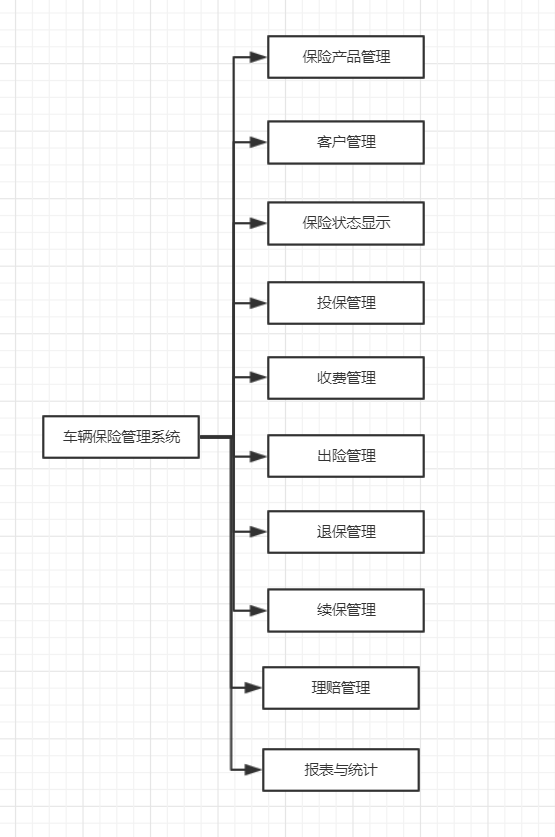 保险产品管理
客户管理
保险状态显示
投保管理
收费管理
车辆保险管理系统
出险管理
退保管理
续保管理
理赔管理
报表与统计